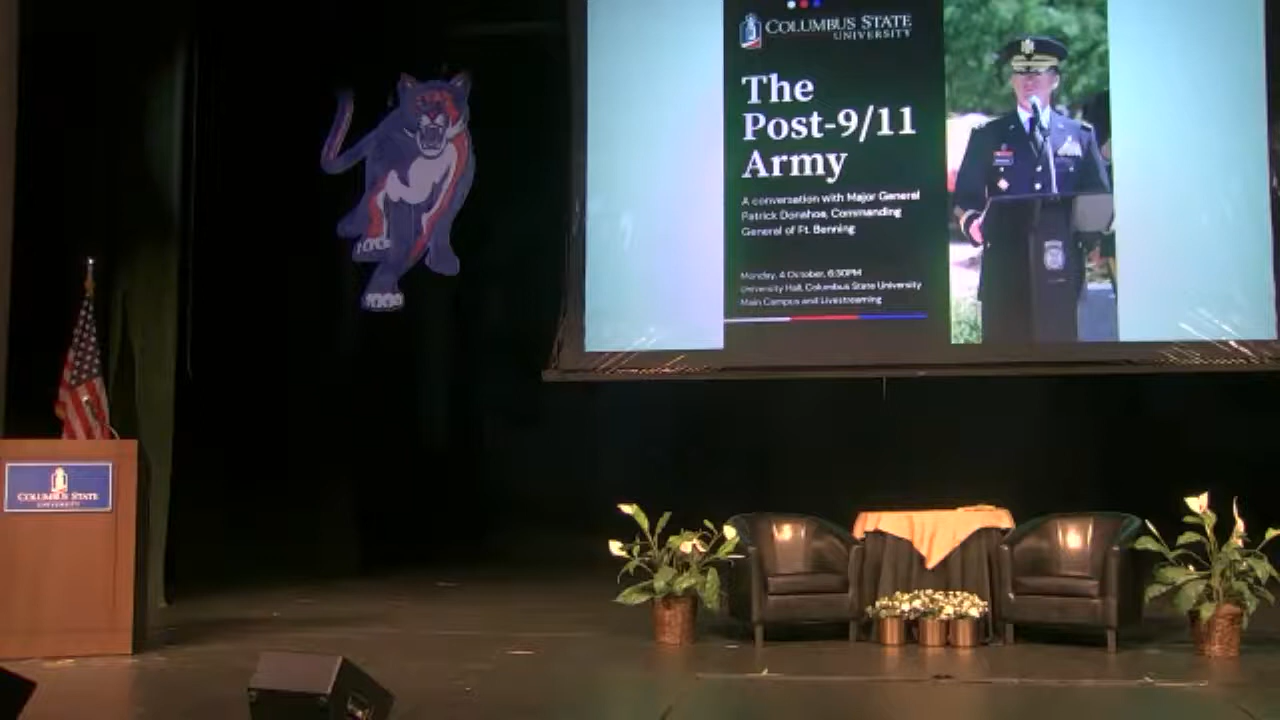 COLUMBUS STATE
UNIVERSITY
The
Post-9/11
Army
A conversation with Major General
Patrick Donahoe, Commanding
General of Ft. Benning
Monday, 4 October, 6:30PM
University Hall, Columbus State University
Main Campus and Livestreaming
COLUMBUS STATE
UNIVERSITY